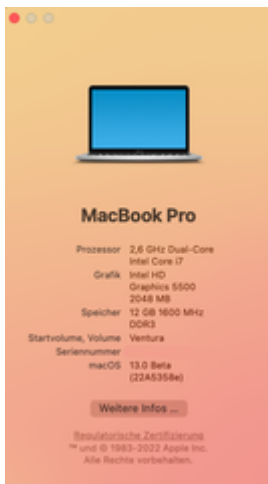 MacBook Pro
Prozessor 2,6 GHz Dual-Core
Intel Core i7
Grafik Intel HD
Graphics 5500
2048 MB
Speicher 12 GB 1600 MHz
DDR3
Startvolume, Volume Ventura
Seriennummer
macOS 13.0 Beta
(22A5358e)
Weitere Infos ...
Regulatorische Zertifizierung
™ und © 1983-2022 Apple Inc.
Alle Rechte vorbehalten.